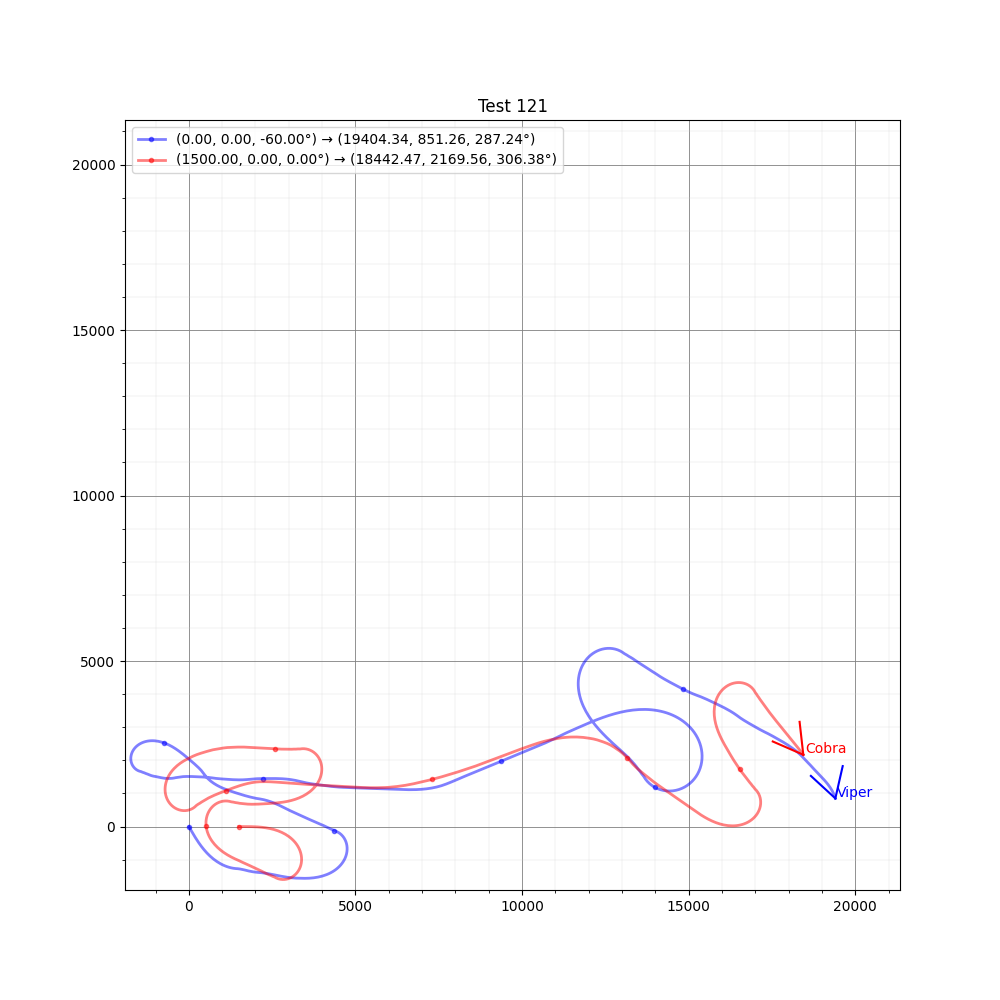 Test 121
(0.00, 0.00, -60.00°) → (19404.34, 851.26, 287.24°)
(1500.00, 0.00, 0.00°) → (18442.47, 2169.56, 306.38°)
20000
15000
10000
5000
0
Cobra
Viper
0
5000
10000
15000
20000